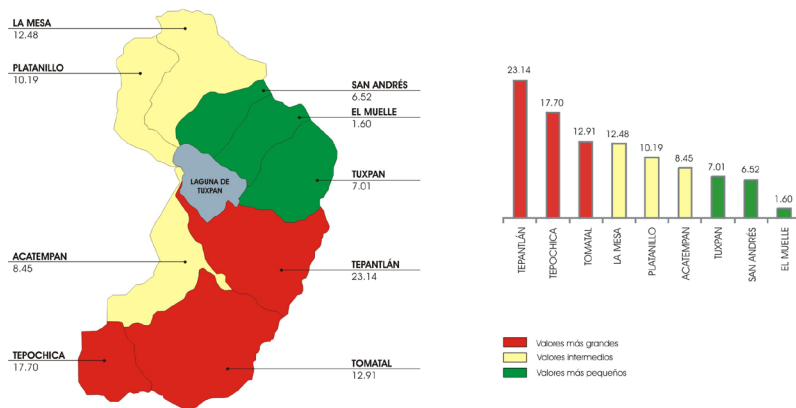 LA MESA
12.48
PLATANILLO
10.19
SAN ANDRÉS
6.52
EL MUELLE
1.60
TUXPAN
7.01
LAGUNA DE
TUXPAN
ACATEMPAN
8.45
TEPANTLÁN
23.14
TEPOCHICA
17.70
TOMATAL
12.91
23.14
17.70
12.91
12.48
10.19
8.45
7.01
6.52
1.60
TEPANTLÁN
TEPOCHICA
TOMATAL
LA MESA
PLATANILLO
ACATEMPAN
TUXPAN
SAN ANDRÉS
EL MUELLE
Valores más grandes
Valores intermedios
Valores más pequeños